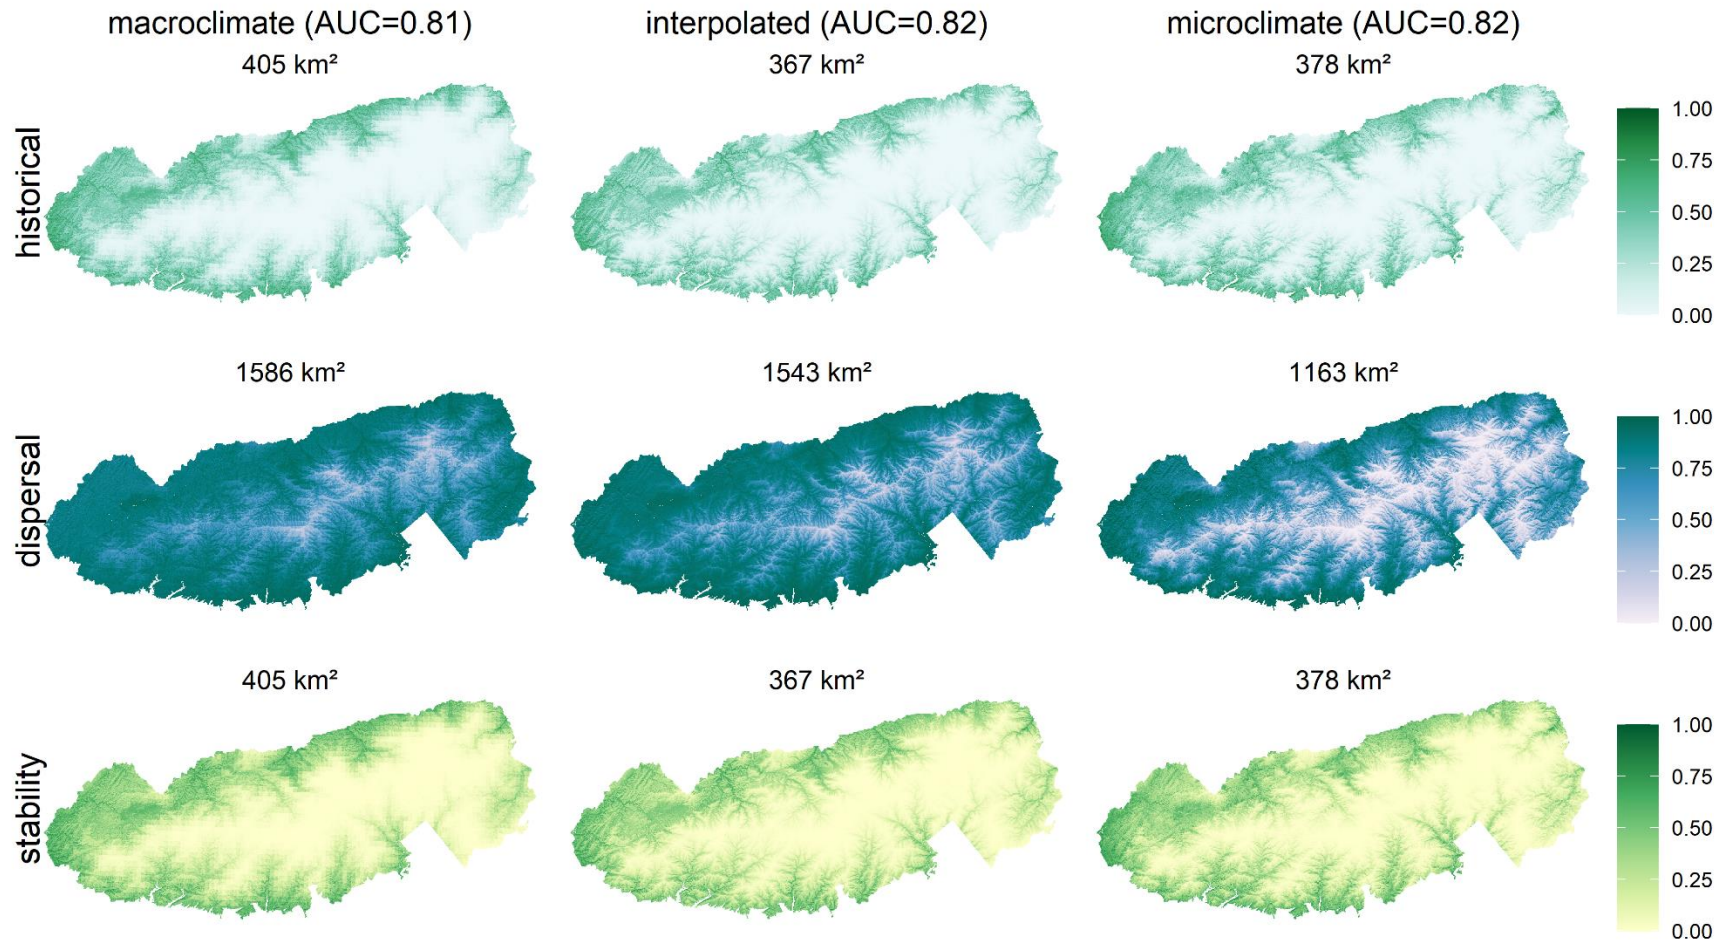 macroclimate (AUC=0.81) interpolated (AUC=0.82) microclimate (AUC=0.82)
405 km² 367 km² 378 km²
historical
1.00
0.75
0.50
0.25
0.00
1586 km² 1543 km² 1163 km²
dispersal
1.00
0.75
0.50
0.25
0.00
405 km² 367 km² 378 km²
stability
1.00
0.75
0.50
0.25
0.00